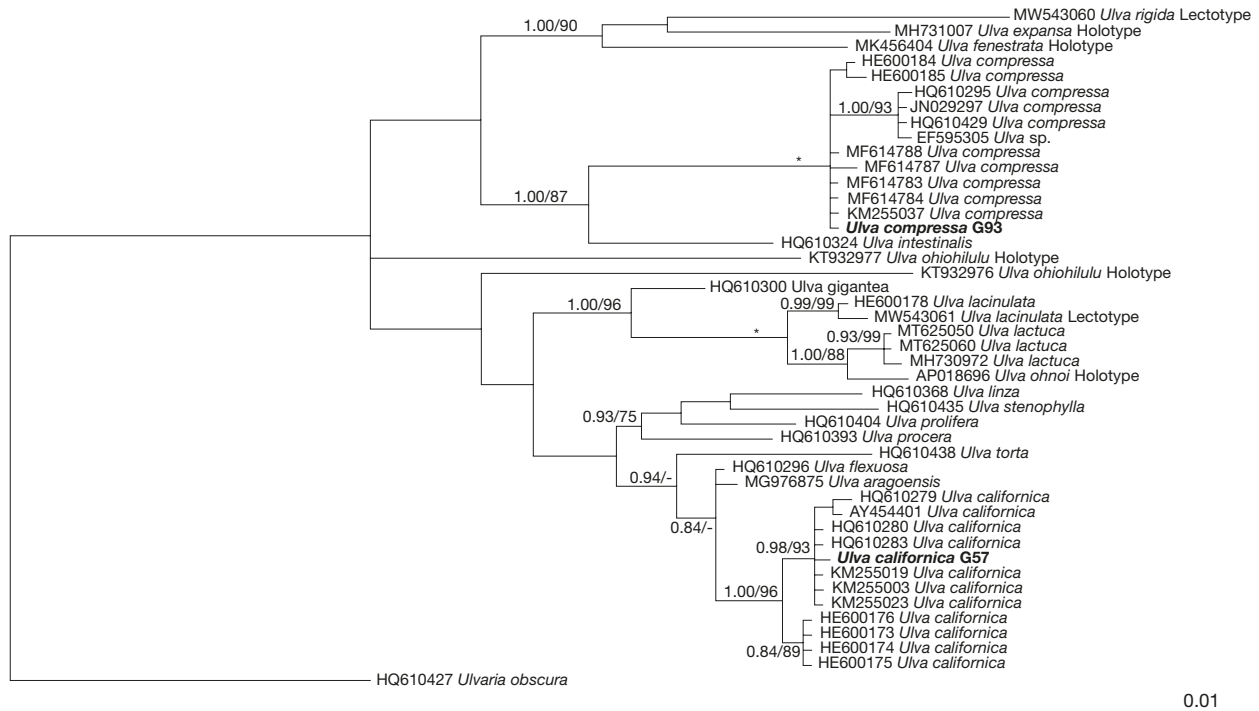 MW543060 Ulva rigida Lectotype
1.00/90
MH731007 Ulva expansa Holotype
MK456404 Ulva fenestrata Holotype
HE600184 Ulva compressa
HE600185 Ulva compressa
HQ610295 Ulva compressa
1.00/93
JN029297 Ulva compressa
HQ610429 Ulva compressa
EF595305 Ulva sp.
MF614788 Ulva compressa
*
MF614787 Ulva compressa
MF614783 Ulva compressa
1.00/87
MF614784 Ulva compressa
KM255037 Ulva compressa
Ulva compressa G93
HQ610324 Ulva intestinalis
KT932977 Ulva ohiohilulu Holotype
KT932976 Ulva ohiohilulu Holotype
HQ610300 Ulva gigantea
1.00/96
0.99/99
HE600178 Ulva lacinulata
MW543061 Ulva lacinulata Lectotype
*
0.93/99
MT625050 Ulva lactuca
MT625060 Ulva lactuca
1.00/88
MH730972 Ulva lactuca
AP018696 Ulva ohnoi Holotype
HQ610368 Ulva linza
HQ610435 Ulva stenophylla
0.93/75
HQ610404 Ulva prolifera
HQ610393 Ulva procera
HQ610438 Ulva torta
HQ610296 Ulva flexuosa
0.94/-
MG976875 Ulva aragoensis
HQ610279 Ulva californica
AY454401 Ulva californica
0.84/-
HQ610280 Ulva californica
HQ610283 Ulva californica
0.98/93
Ulva californica G57
KM255019 Ulva californica
1.00/96
KM255003 Ulva californica
KM255023 Ulva californica
HE600176 Ulva californica
HE600173 Ulva californica
HE600174 Ulva californica
0.84/89
HE600175 Ulva californica
HQ610427 Ulvaria obscura
0.01